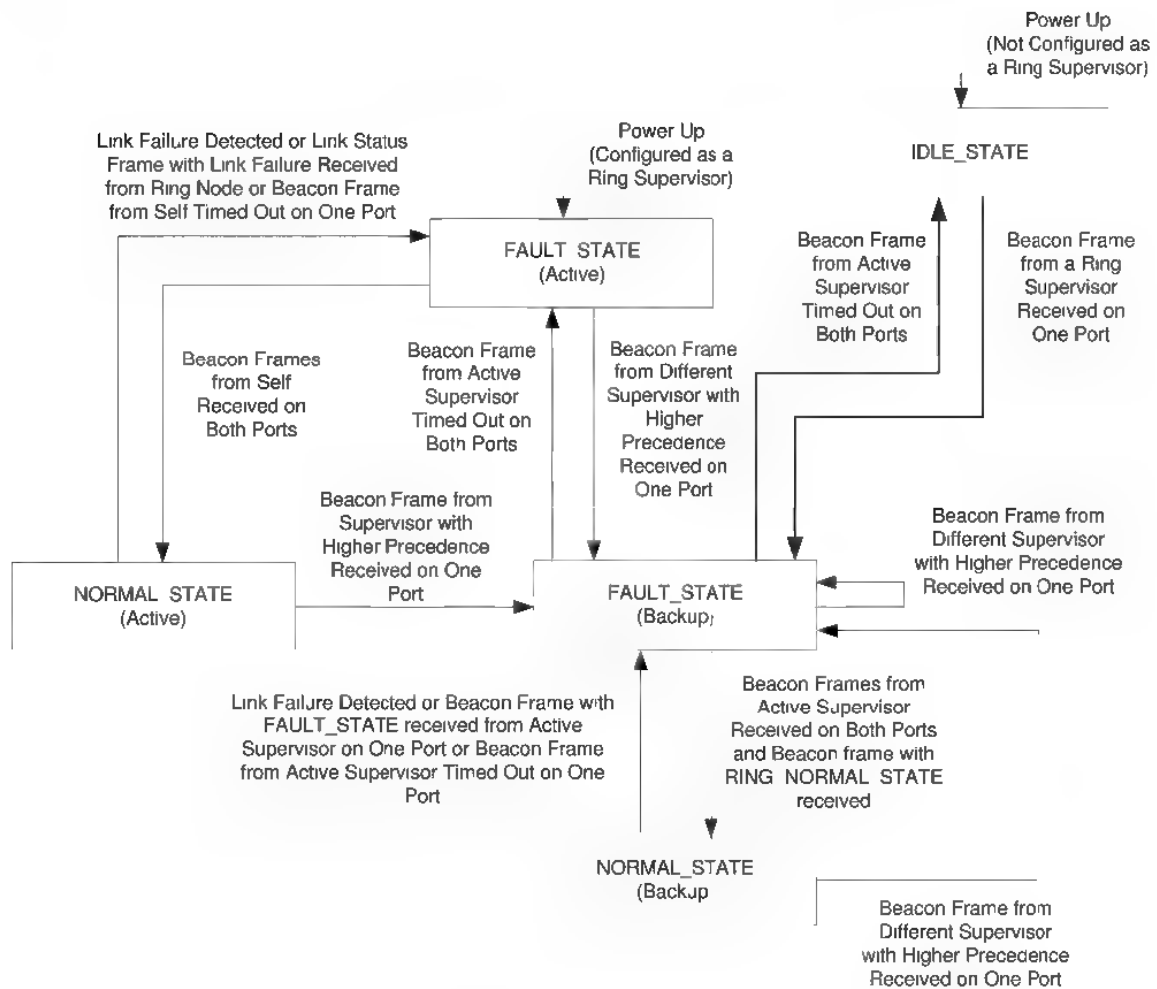 Power Up
(Not Configured as
a Ring Supervisor)
Link Failure Detected or Link Status
Frame with Link Failure Received
from Ring Node or Beacon Frame
from Self Timed Out on One Port
Power Up
(Configured as a
Ring Supervisor)
IDLE_STATE
FAULT STATE
(Active)
Beacon Frame
from Active
Supervisor
Timed Out on
Both Ports
Beacon Frame
from a Ring
Supervisor
Received on
One Port
Beacon Frames
from Self
Received on
Both Ports
Beacon Frame
from Active
Supervisor
Timed Out on
Both Ports
Beacon Frame
from Different
Supervisor with
Higher
Precedence
Received on
One Port
Beacon Frame from
Supervisor with
Higher Precedence
Received on One
Port
Beacon Frame from
Different Supervisor
with Higher Precedence
Received on One Port
NORMAL STATE
(Active)
FAULT_STATE
(Backup)
Link Failure Detected or Beacon Frame with
FAULT_STATE received from Active
Supervisor on One Port or Beacon Frame
from Active Supervisor Timed Out on One
Port
Beacon Frames from
Active Supervisor
Received on Both Ports
and Beacon frame with
RING NORMAL STATE
received
NORMAL_STATE
(Backup
Beacon Frame from
Different Supervisor
with Higher Precedence
Received on One Port